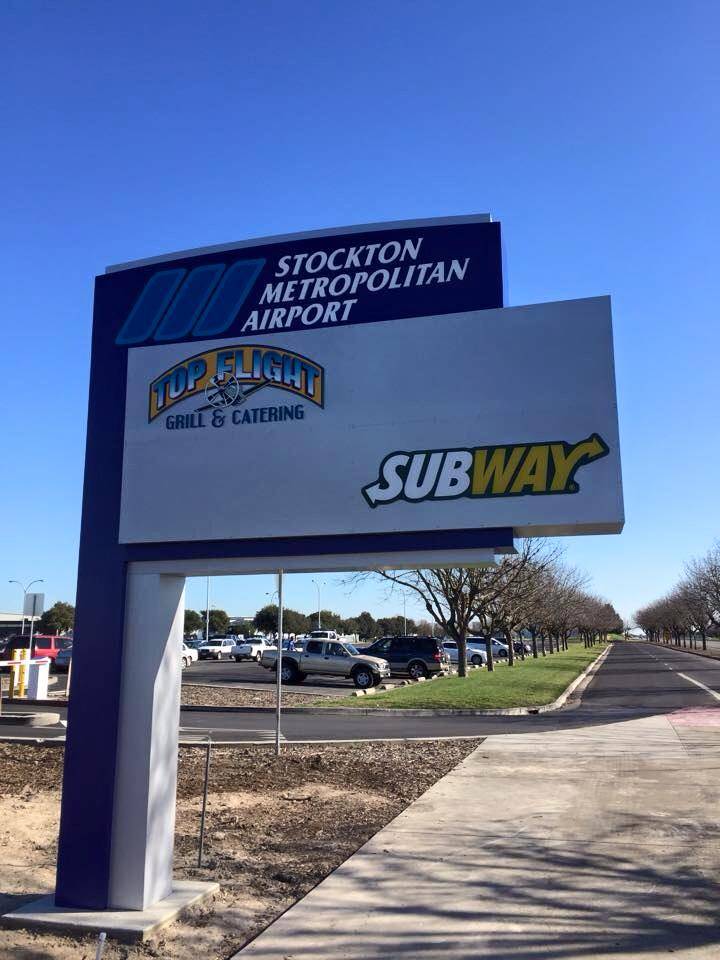 STOCKTON
METROPOLITAN
AIRPORT
TOP FLIGHT
GRILL & CATERING
SUBWAY